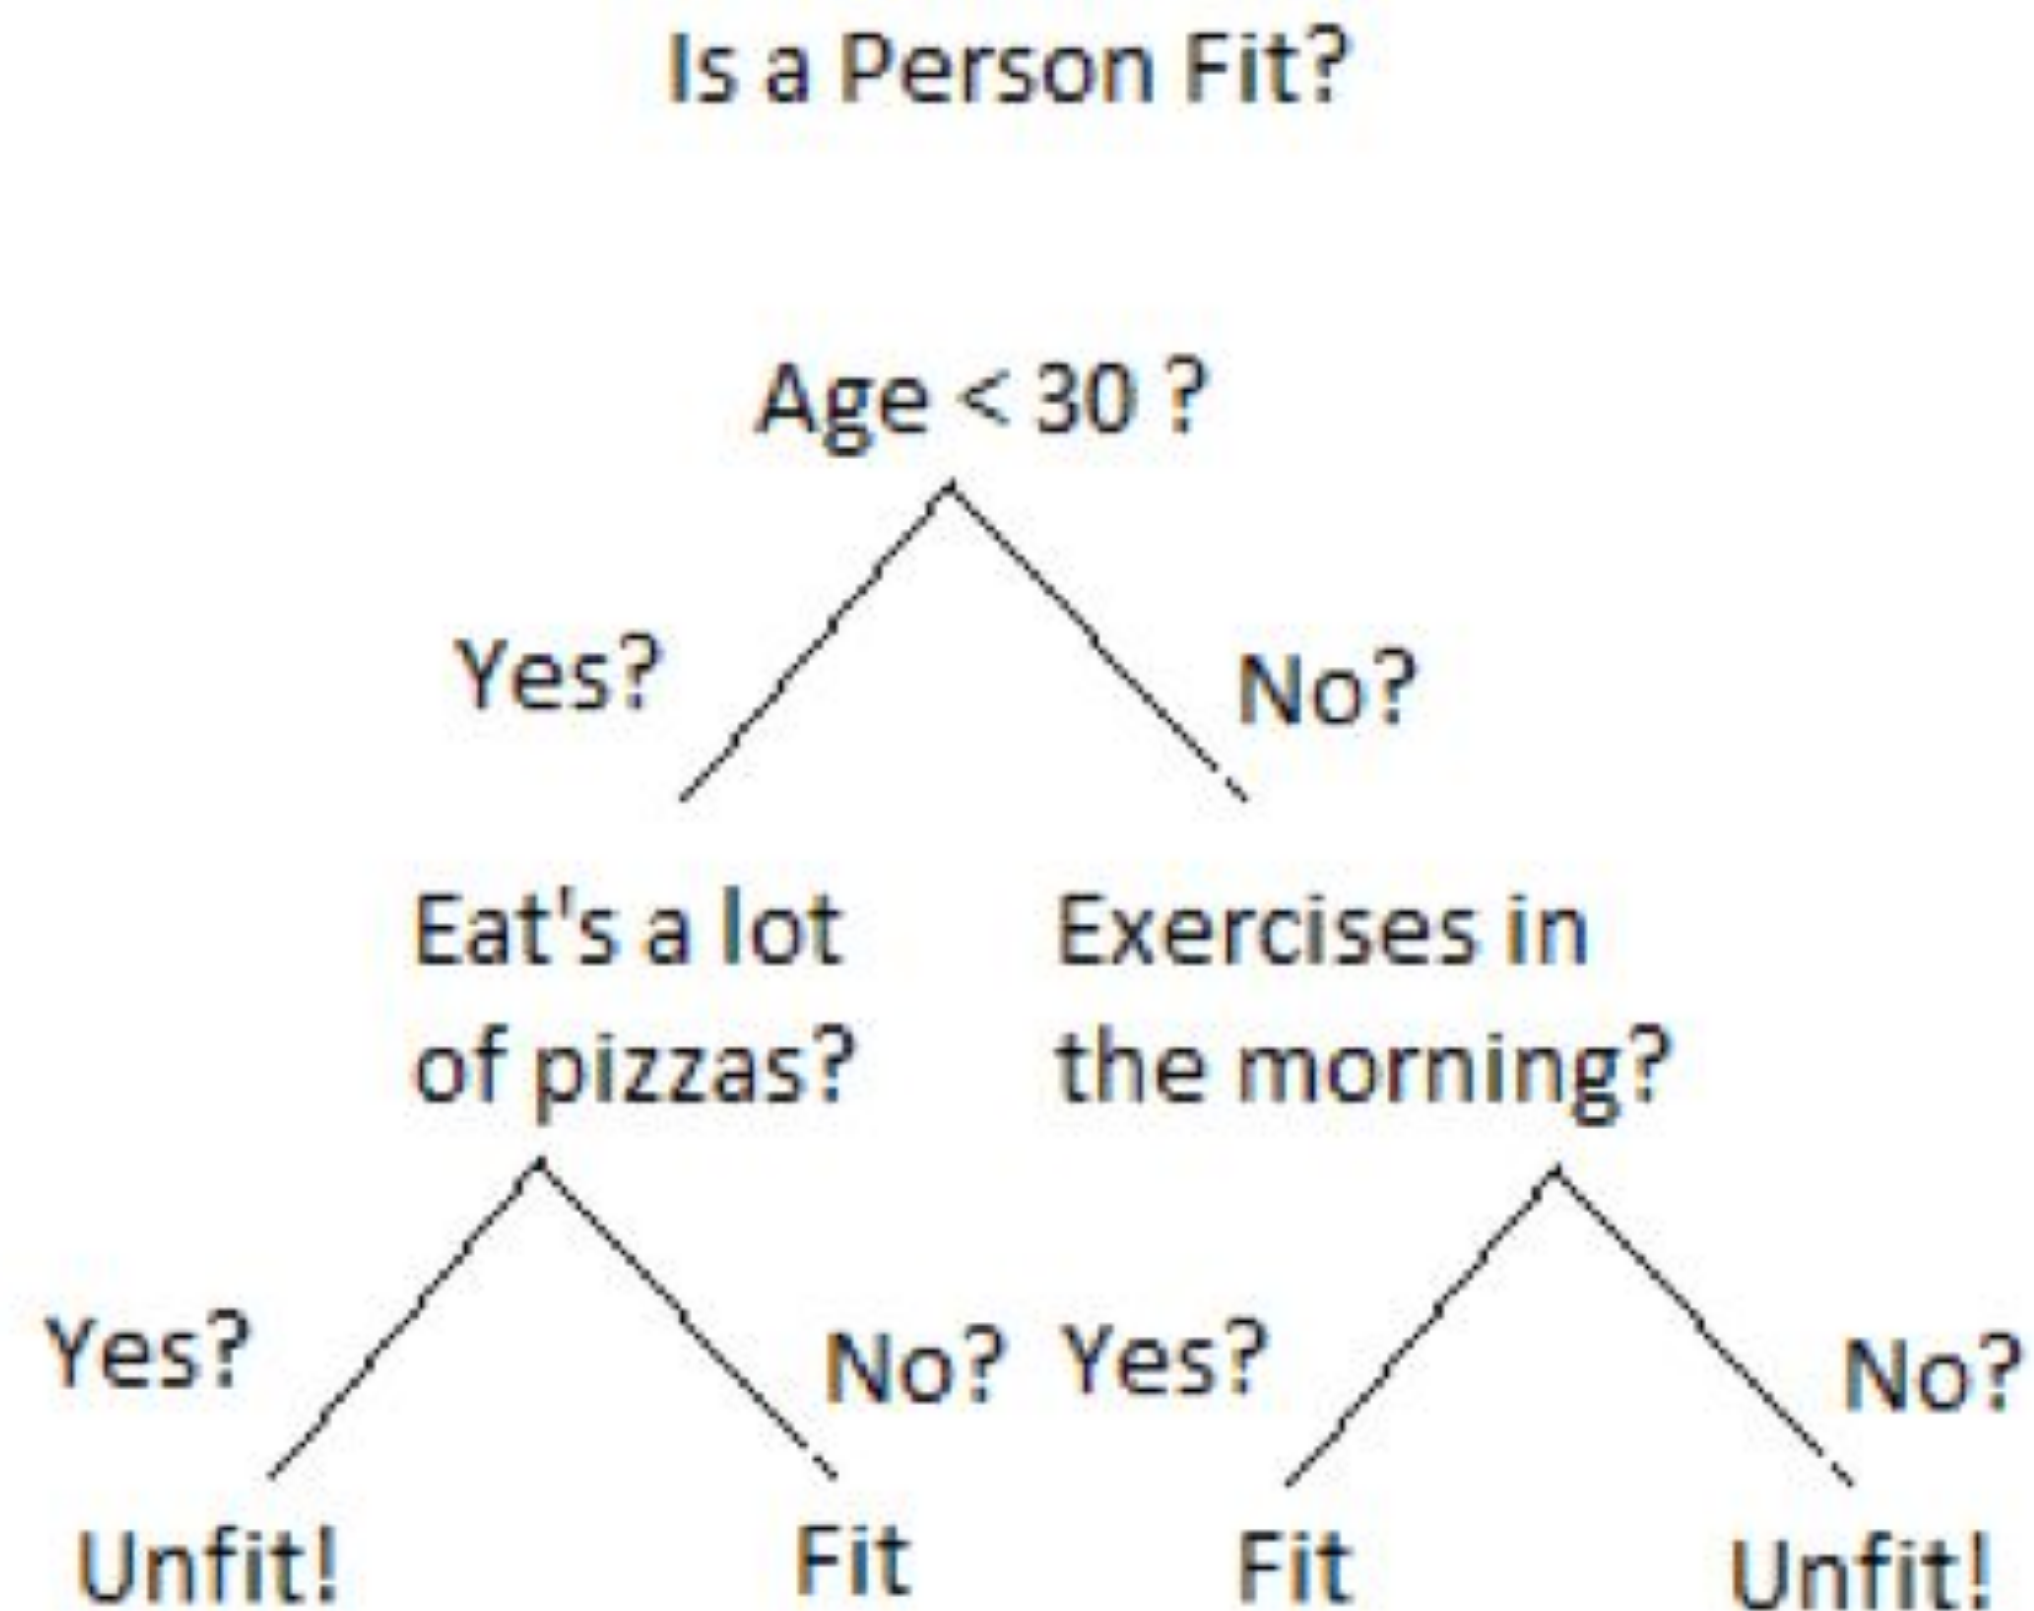 Is a Person Fit?
Age < 30 ?
Yes?
No?
Eat's a lot
of pizzas?
Exercises in
the morning?
Yes?
No?
Yes?
No?
Unfit!
Fit
Fit
Unfit!